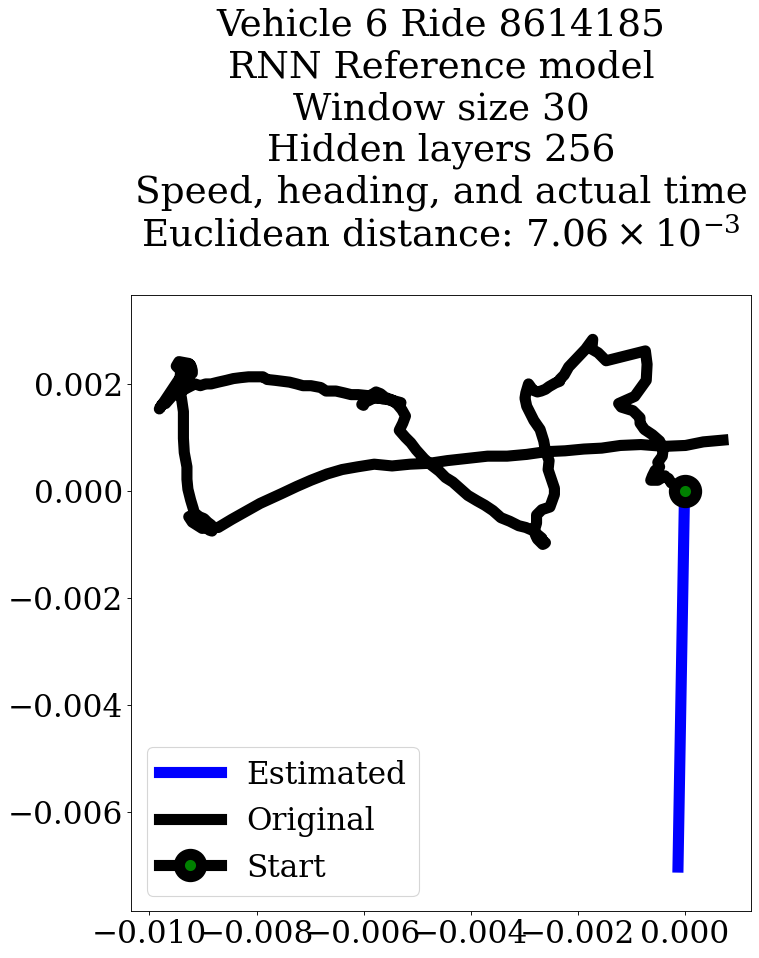 Vehicle 6 Ride 8614185
RNN Reference model
Window size 30
Hidden layers 256
Speed, heading, and actual time
Euclidean distance: 7.06 × 10⁻³
0.002
0.000
−0.002
−0.004
−0.006
Estimated
Original
Start
−0.010 −0.008 −0.006 −0.004 −0.002 0.000